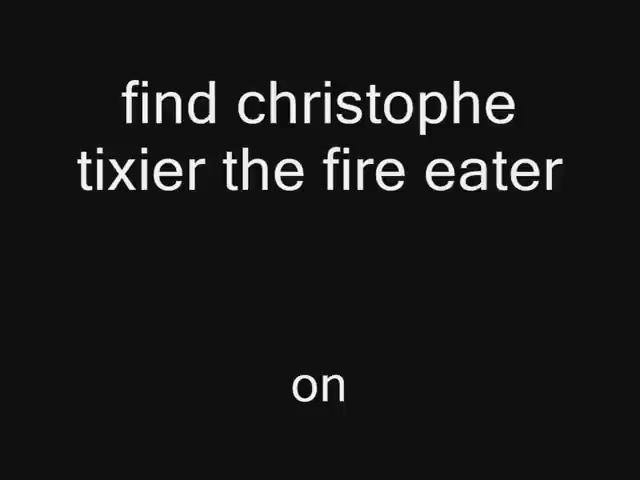 find christophe
tixier the fire eater
on